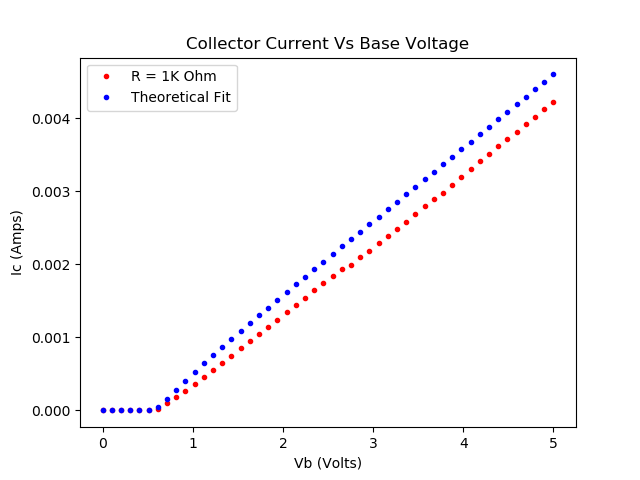 Collector Current Vs Base Voltage
R = 1K Ohm
Theoretical Fit
0.004
0.003
0.002
0.001
0.000
Ic (Amps)
0 1 2 3 4 5
Vb (Volts)